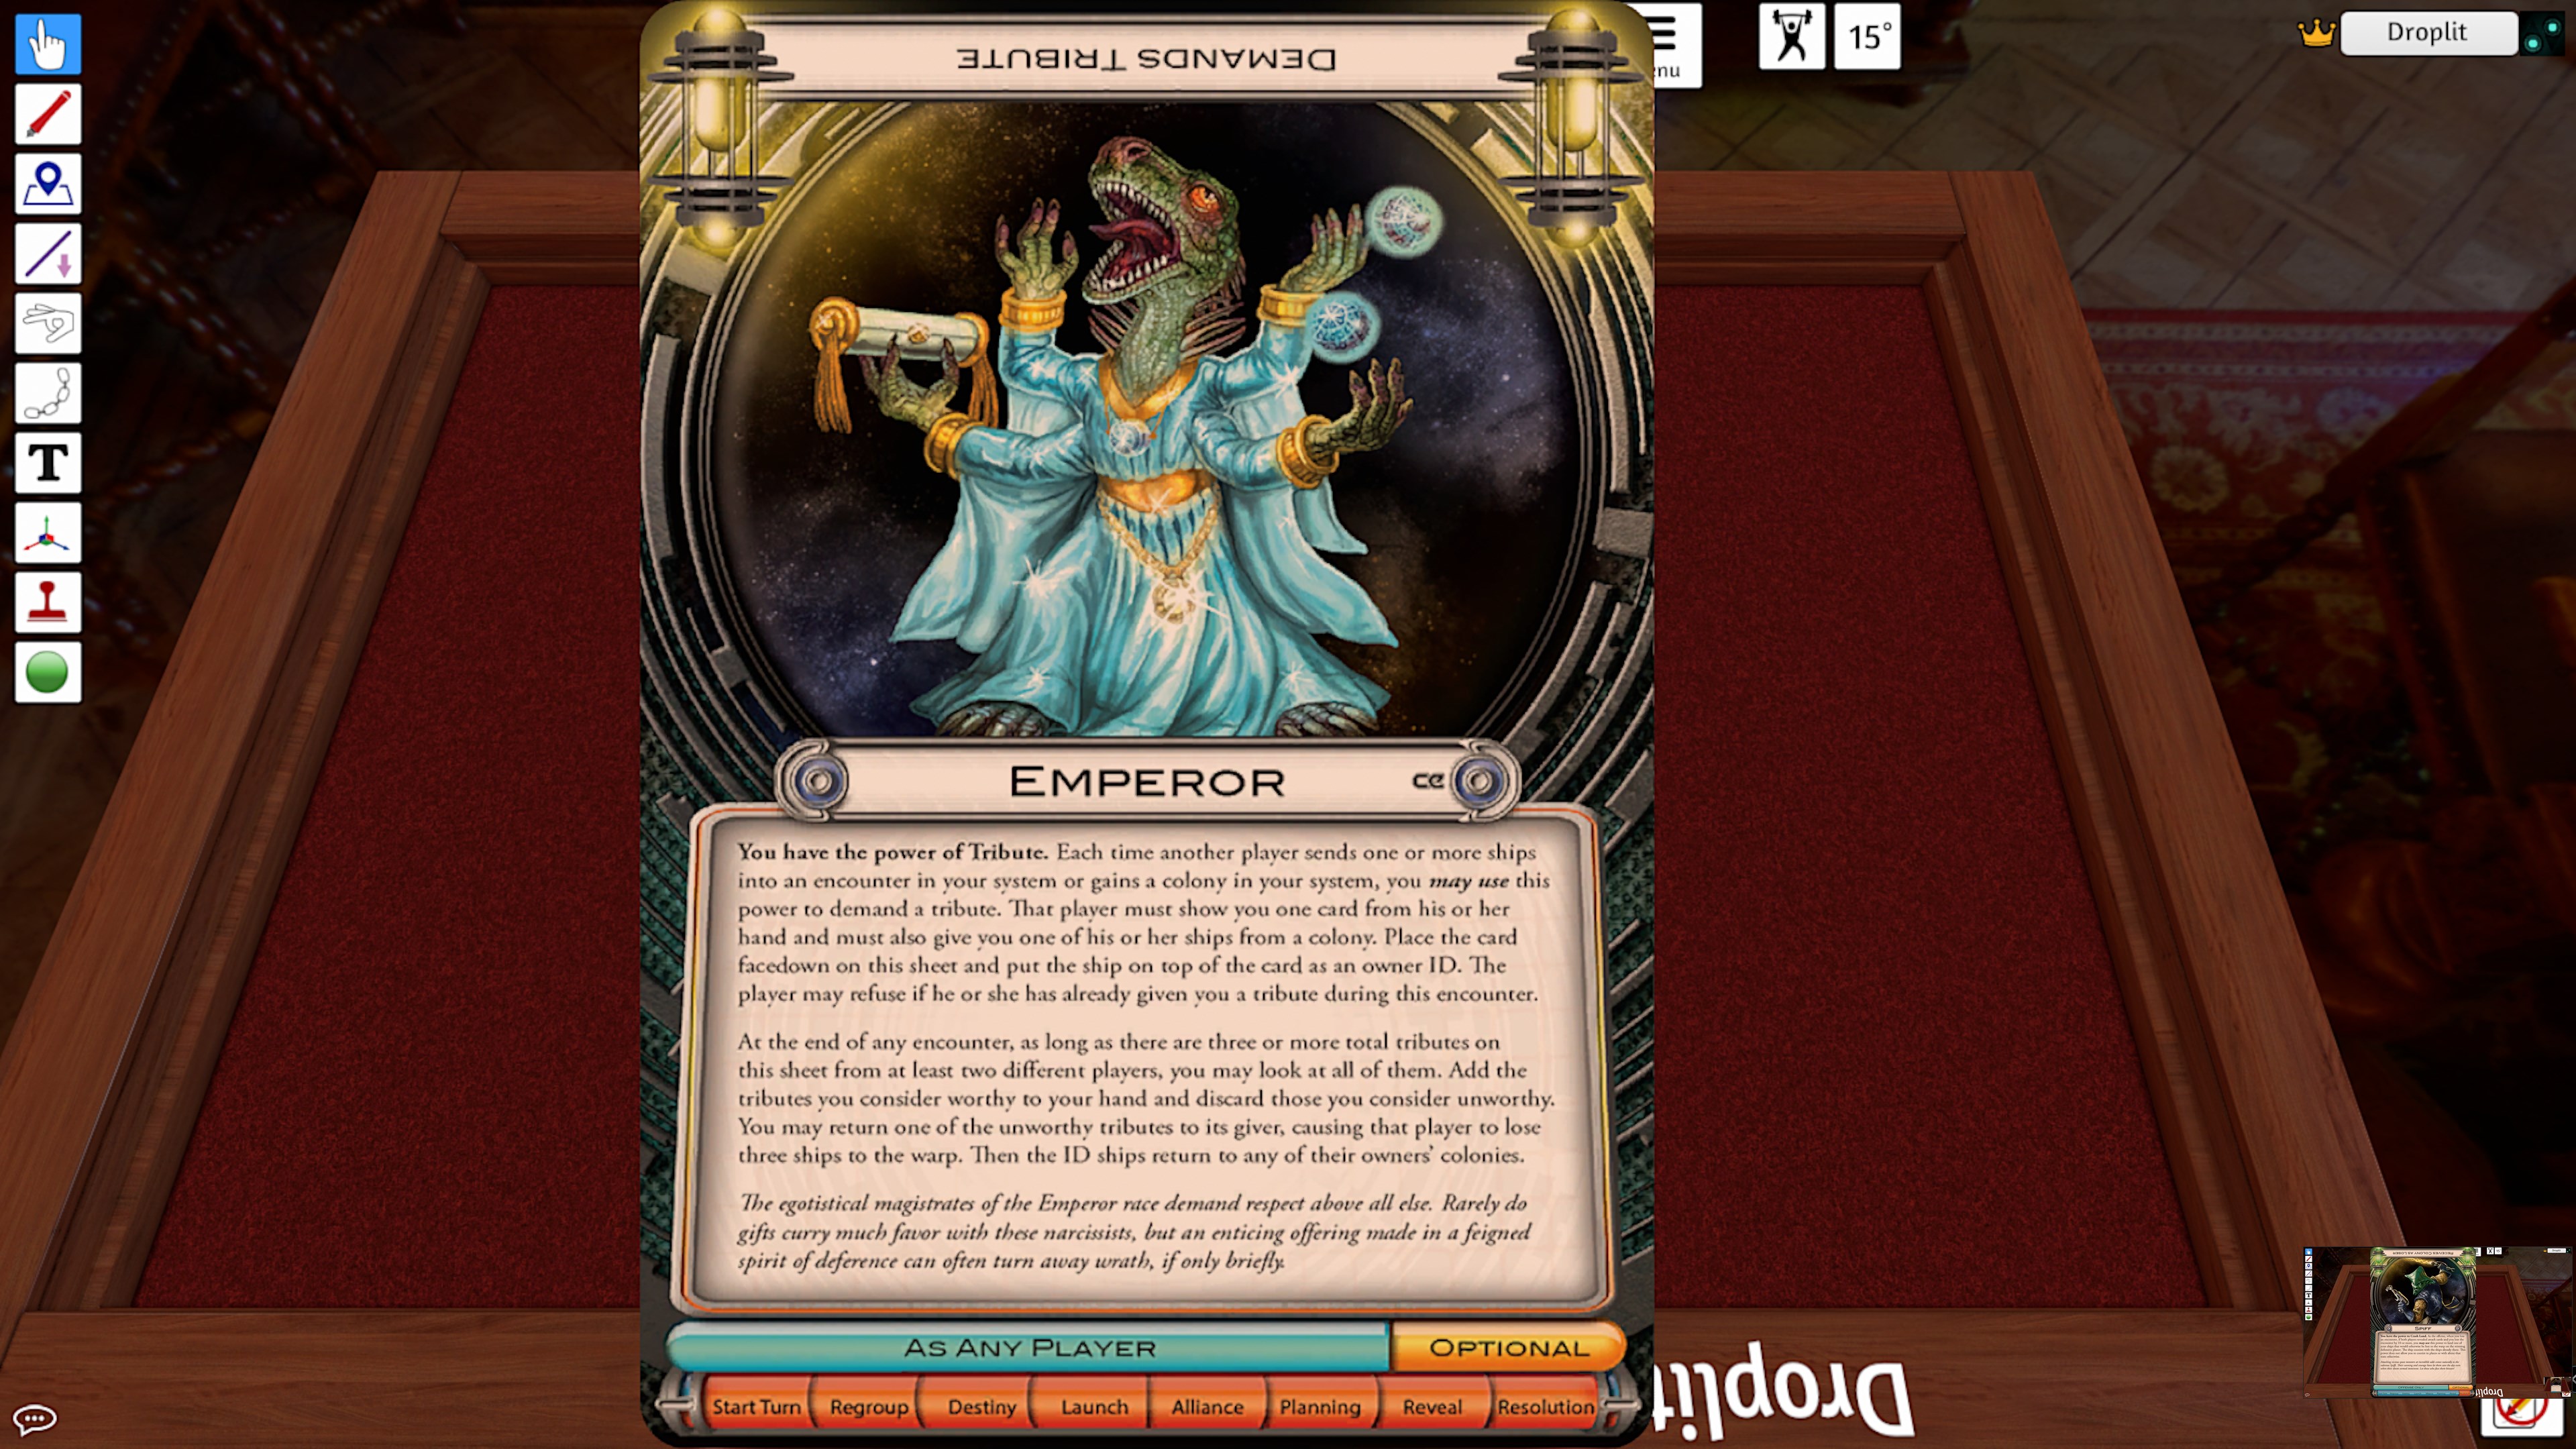 DEMANDS TRIBUTE
nu
15°
Droplit
T
EMPEROR
ce
You have the power of Tribute. Each time another player sends one or more ships
into an encounter in your system or gains a colony in your system, you may use this
power to demand a tribute. That player must show you one card from his or her
hand and must also give you one of his or her ships from a colony. Place the card
facedown on this sheet and put the ship on top of the card as an owner ID. The
player may refuse if he or she has already given you a tribute during this encounter.
At the end of any encounter, as long as there are three or more total tributes on
this sheet from at least two different players, you may look at all of them. Add the
tributes you consider worthy to your hand and discard those you consider unworthy.
You may return one of the unworthy tributes to its giver, causing that player to lose
three ships to the warp. Then the ID ships return to any of their owners' colonies.
The egotistical magistrates of the Emperor race demand respect above all else. Rarely do
gifts curry much favor with these narcissists, but an enticing offering made in a feigned
spirit of deference can often turn away wrath, if only briefly.
AS ANY PLAYER
OPTIONAL
Start Turn
Regroup
Destiny
Launch
Alliance
Planning
Reveal
Resolution
Droplit